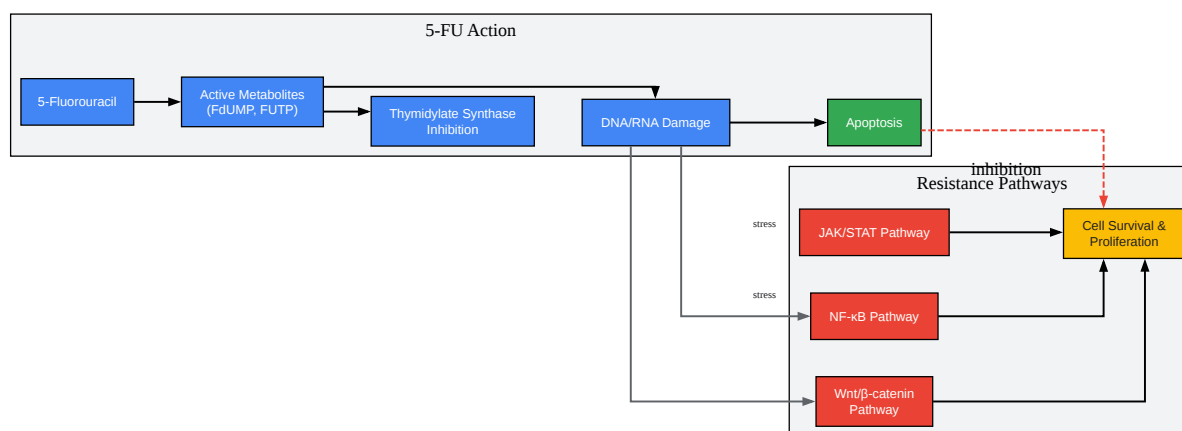 5-FU Action
5-Fluorouracil
Active Metabolites
(FdUMP, FUTP)
Thymidylate Synthase
Inhibition
DNA/RNA Damage
Apoptosis
inhibition
Resistance Pathways
stress
JAK/STAT Pathway
Cell Survival &
Proliferation
stress
NF-κB Pathway
Wnt/β-catenin
Pathway